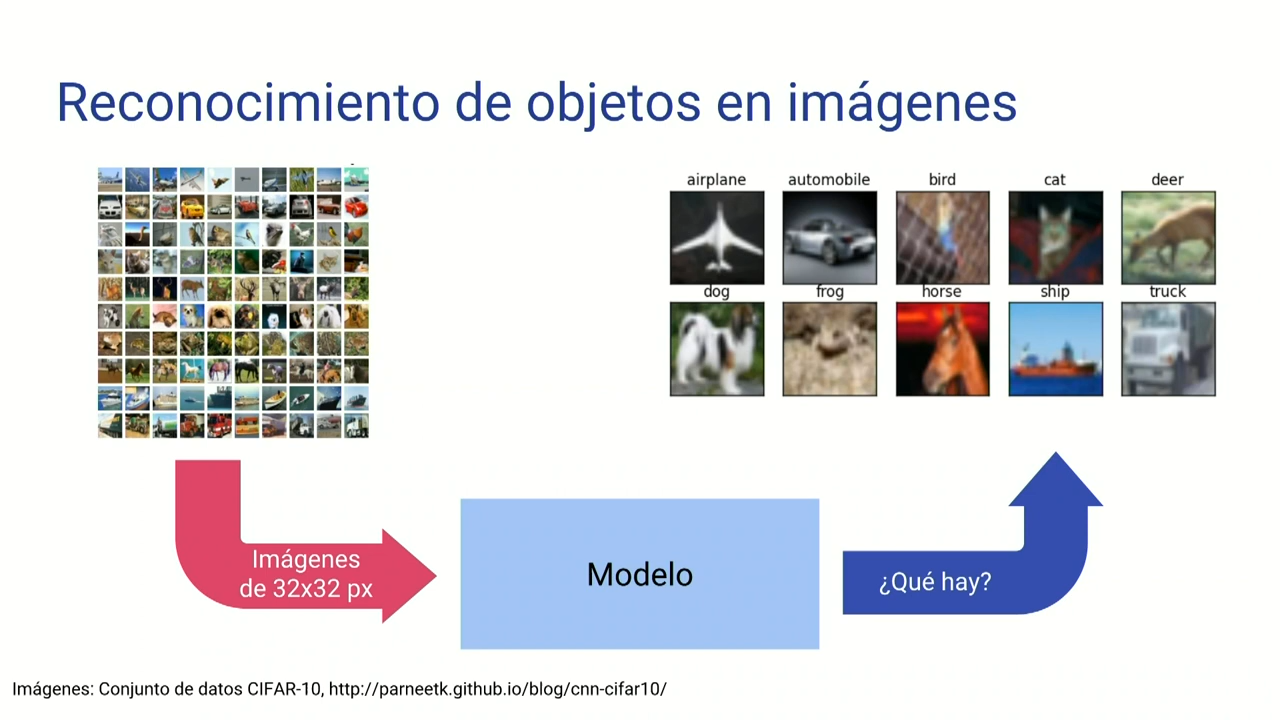 Reconocimiento de objetos en imágenes
airplane automobile bird cat deer
dog frog horse ship truck
Imágenes
de 32x32 px
Modelo
¿Qué hay?
Imágenes: Conjunto de datos CIFAR-10, http://parneetk.github.io/blog/cnn-cifar10/